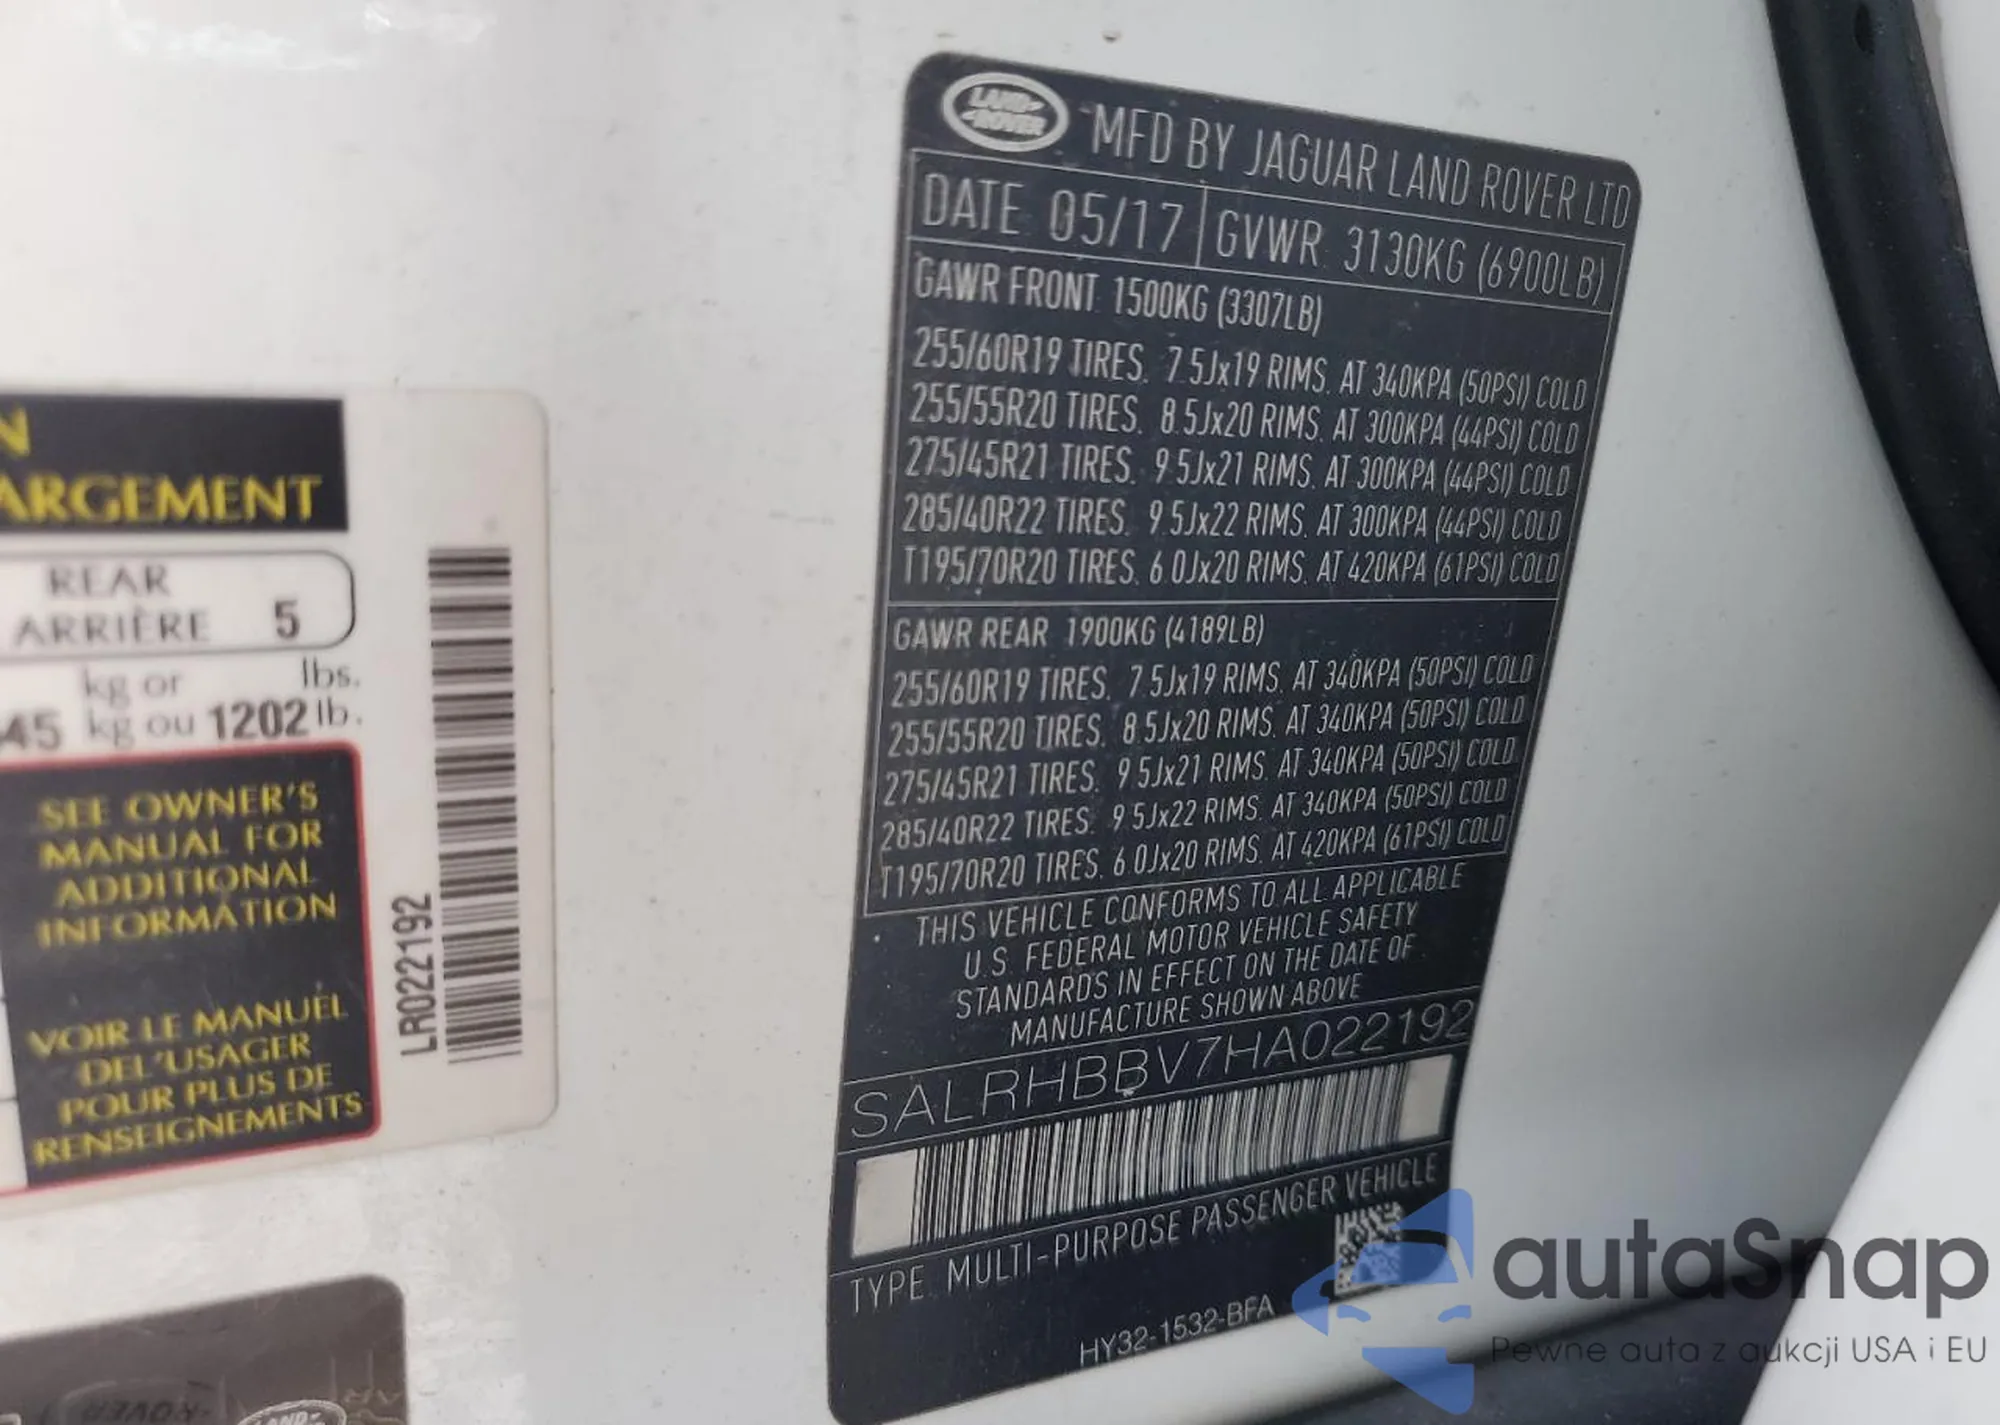 N
ARGEMENT
REAR
ARRIÈRE 5
kg or lbs.
45 kg ou 1202 lb.
SEE OWNER'S
MANUAL FOR
ADDITIONAL
INFORMATION
VOIR LE MANUEL
DEL'USAGER
POUR PLUS DE
RENSEIGNEMENTS
LR022192
LAND
ROVER
MFD BY JAGUAR LAND ROVER LTD
DATE 05/17 GVWR 3130KG (6900LB)
GAWR FRONT 1500KG (3307LB)
255/60R19 TIRES. 7.5Jx19 RIMS. AT 340KPA (50PSI) COLD
255/55R20 TIRES. 8.5Jx20 RIMS. AT 300KPA (44PSI) COLD
275/45R21 TIRES. 9.5Jx21 RIMS. AT 300KPA (44PSI) COLD
285/40R22 TIRES. 9.5Jx22 RIMS. AT 300KPA (44PSI) COLD
T195/70R20 TIRES. 6.0Jx20 RIMS. AT 420KPA (61PSI) COLD
GAWR REAR 1900KG (4189LB)
255/60R19 TIRES. 7.5Jx19 RIMS. AT 340KPA (50PSI) COLD
255/55R20 TIRES. 8.5Jx20 RIMS. AT 340KPA (50PSI) COLD
275/45R21 TIRES. 9.5Jx21 RIMS. AT 340KPA (50PSI) COLD
285/40R22 TIRES. 9.5Jx22 RIMS. AT 340KPA (50PSI) COLD
T195/70R20 TIRES. 6.0Jx20 RIMS. AT 420KPA (61PSI) COLD
THIS VEHICLE CONFORMS TO ALL APPLICABLE
U.S. FEDERAL MOTOR VEHICLE SAFETY
STANDARDS IN EFFECT ON THE DATE OF
MANUFACTURE SHOWN ABOVE
SALRHBBV7HA022192
TYPE MULTI-PURPOSE PASSENGER VEHICLE
HY32-1532-BFA
LAND
autaSnap
Pewne auta z aukcji USA i EU